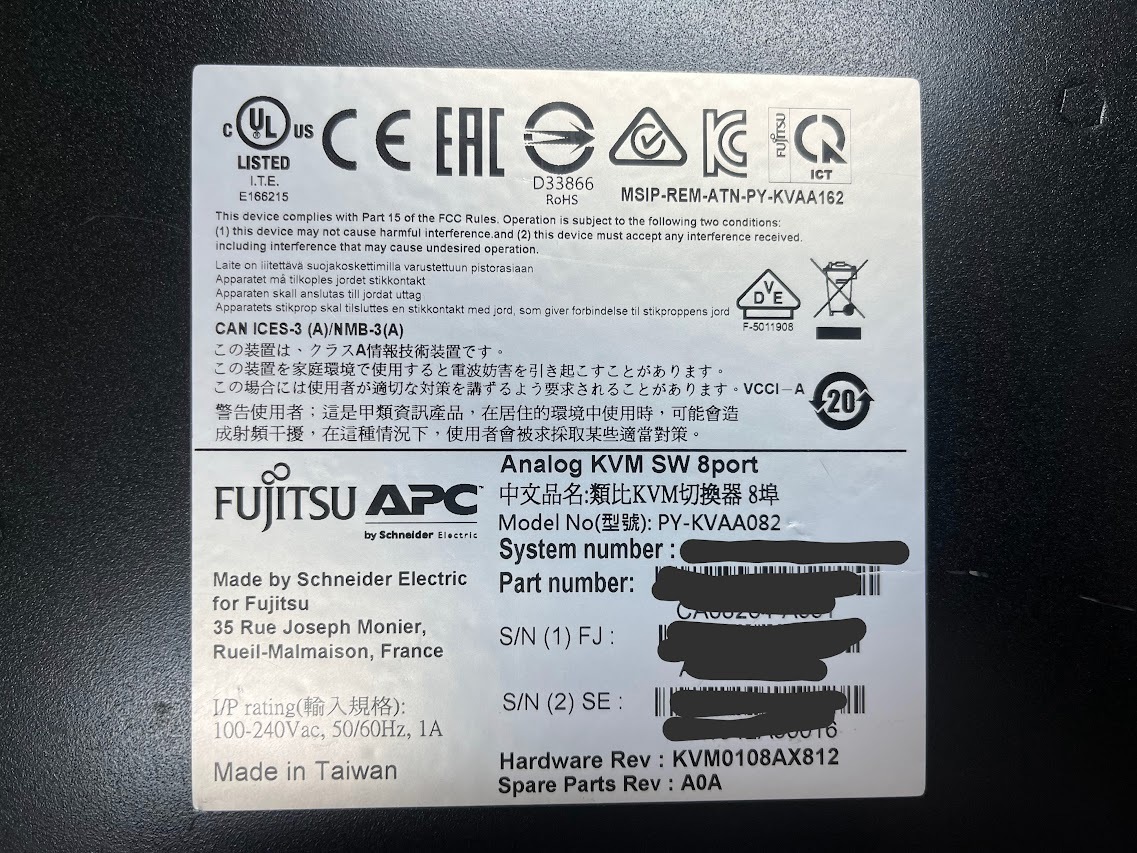 C UL ® US
LISTED
I.T.E.
E166215
CE
EAC
D33866
RoHS
MSIP-REM-ATN-PY-KVAA162
FUJITSU
ICT
This device complies with Part 15 of the FCC Rules. Operation is subject to the following two conditions:
(1) this device may not cause harmful interference.and (2) this device must accept any interference received.
including interference that may cause undesired operation.
Laite on liitettävä suojakoskettimilla varustettuun pistorasiaan
Apparatet må tilkoples jordet stikkontakt
Apparaten skall anslutas till jordat uttag
Apparatets stikprop skal tilsluttes en stikkontakt med jord, som giver forbindelse til stikproppens jord
DVE
F-5011908
CAN ICES-3 (A)/NMB-3(A)
この装置は、クラスA情報技術装置です。
この装置を家庭環境で使用すると電波妨害を引き起こすことがあります。
この場合には使用者が適切な対策を講ずるよう要求されることがあります。VCCI-A
20
警告使用者；這是甲類資訊產品，在居住的環境中使用時，可能會造
成射頻干擾，在這種情況下，使用者會被求採取某些適當對策。
FUJITSU
APC™
by Schneider Electric
Made by Schneider Electric
for Fujitsu
35 Rue Joseph Monier,
Rueil-Malmaison, France
I/P rating(輸入規格):
100-240Vac, 50/60Hz, 1A
Made in Taiwan
Analog KVM SW 8port
中文品名:類比KVM切換器 8埠
Model No(型號): PY-KVAA082
System number :
Part number:
S/N (1) FJ :
S/N (2) SE :
Hardware Rev : KVM0108AX812
Spare Parts Rev : A0A